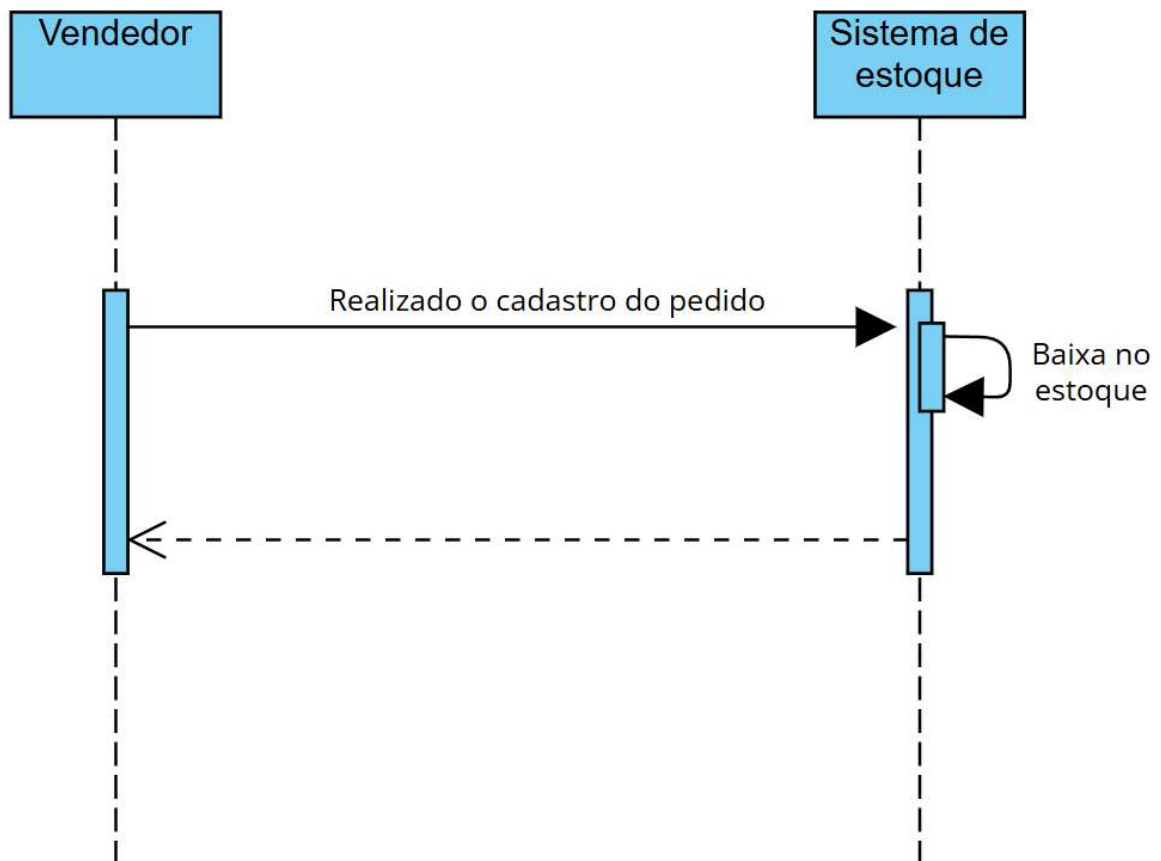 Vendedor
Sistema de
estoque
Realizado o cadastro do pedido
Baixa no
estoque